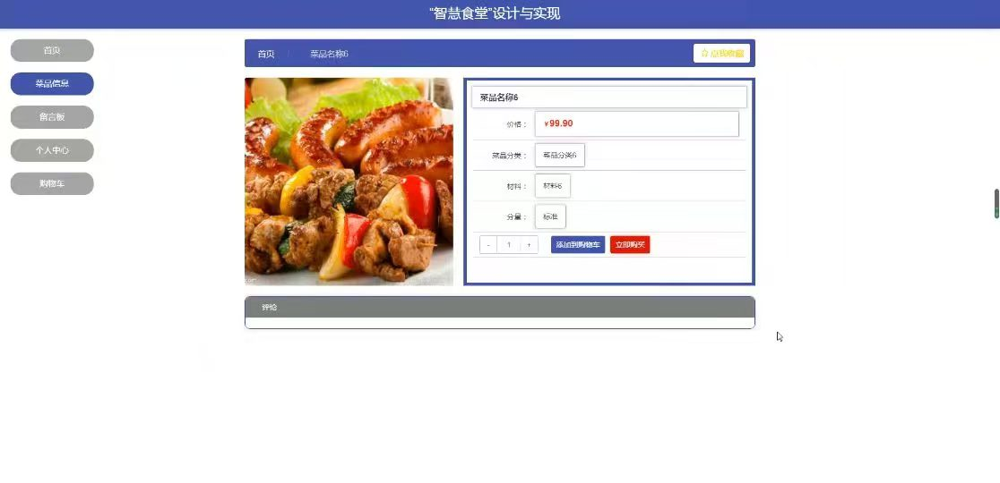 “智慧食堂”设计与实现
首页
菜品信息
留言板
个人中心
购物车
首页 菜品名称6
☆ 点我收藏
菜品名称6
价格： ￥99.90
菜品分类： 菜品分类6
材料： 材料6
分量： 标准
- 1 + 添加到购物车 立即购买
评论